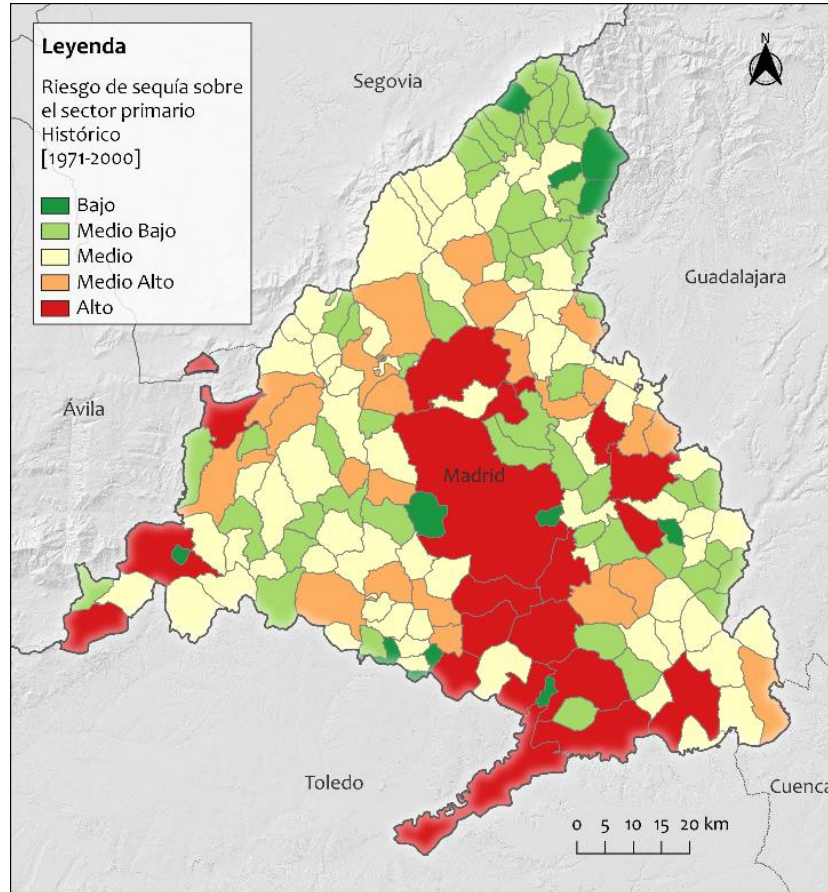 Leyenda
Riesgo de sequía sobre
el sector primario
Histórico
[1971-2000]
Bajo
Medio Bajo
Medio
Medio Alto
Alto
N
Segovia
Guadalajara
Ávila
Madrid
Toledo
Cuenca
0 5 10 15 20 km